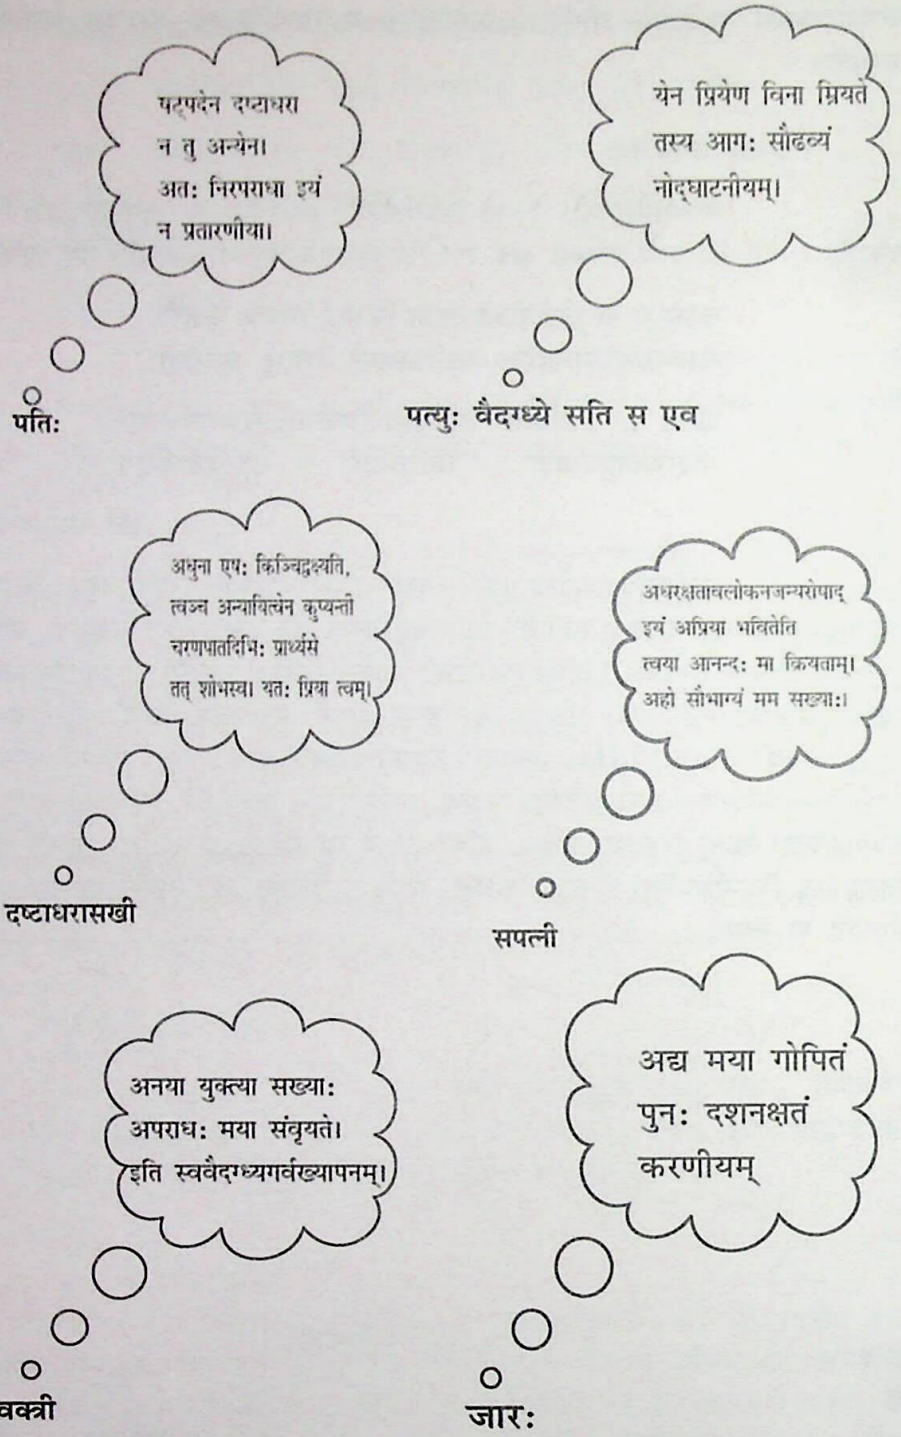 षट्पदेन दष्टाधरा
न तु अन्येन।
अत: निरपराधा इयं
न प्रतारणीया।
पति:
येन प्रियेण विना म्रियते
तस्य आग: सौढव्यं
नोद्घाटनीयम्।
पत्यु: वैदग्ध्ये सति स एव
अधुना एष: किञ्चिद्वक्ष्यति,
त्वञ्च अन्यायित्वेन कुप्यन्ती
चरणपातदिभि: प्रार्थ्यसे
तत् शोभस्व। यत: प्रिया त्वम्।
दष्टाधरासखी
अधरक्षतावलोकनजन्यरोषाद्
इयं अप्रिया भवितेति
त्वया आनन्द: मा क्रियताम्।
अहो सौभाग्यं मम सख्या:।
सपत्नी
अनया युक्त्या सख्या:
अपराध: मया संवृयते।
इति स्ववैदग्ध्यगर्वख्यापनम्।
वक्त्री
अद्य मया गोपितं
पुन: दशनक्षतं
करणीयम्
जार: